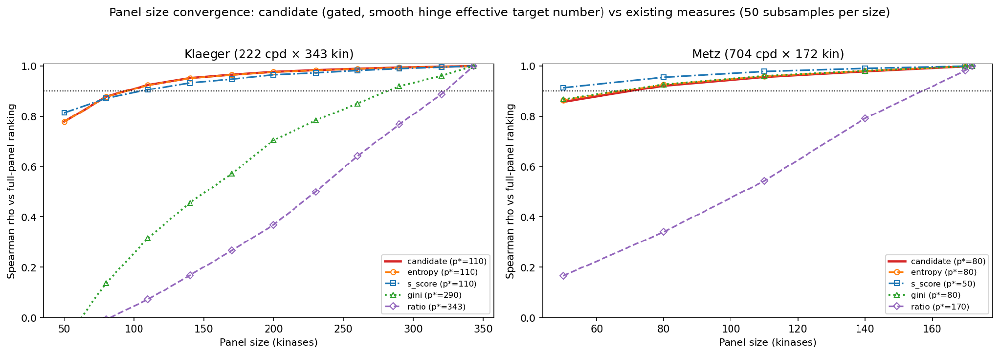 Panel-size convergence: candidate (gated, smooth-hinge effective-target number) vs existing measures (50 subsamples per size)
Klaeger (222 cpd × 343 kin)
Spearman rho vs full-panel ranking
1.0
0.8
0.6
0.4
0.2
0.0
50
100
150
200
250
300
350
Panel size (kinases)
candidate (p*=110)
entropy (p*=110)
s_score (p*=110)
gini (p*=290)
ratio (p*=343)
Metz (704 cpd × 172 kin)
Spearman rho vs full-panel ranking
1.0
0.8
0.6
0.4
0.2
0.0
60
80
100
120
140
160
Panel size (kinases)
candidate (p*=80)
entropy (p*=80)
s_score (p*=50)
gini (p*=80)
ratio (p*=170)